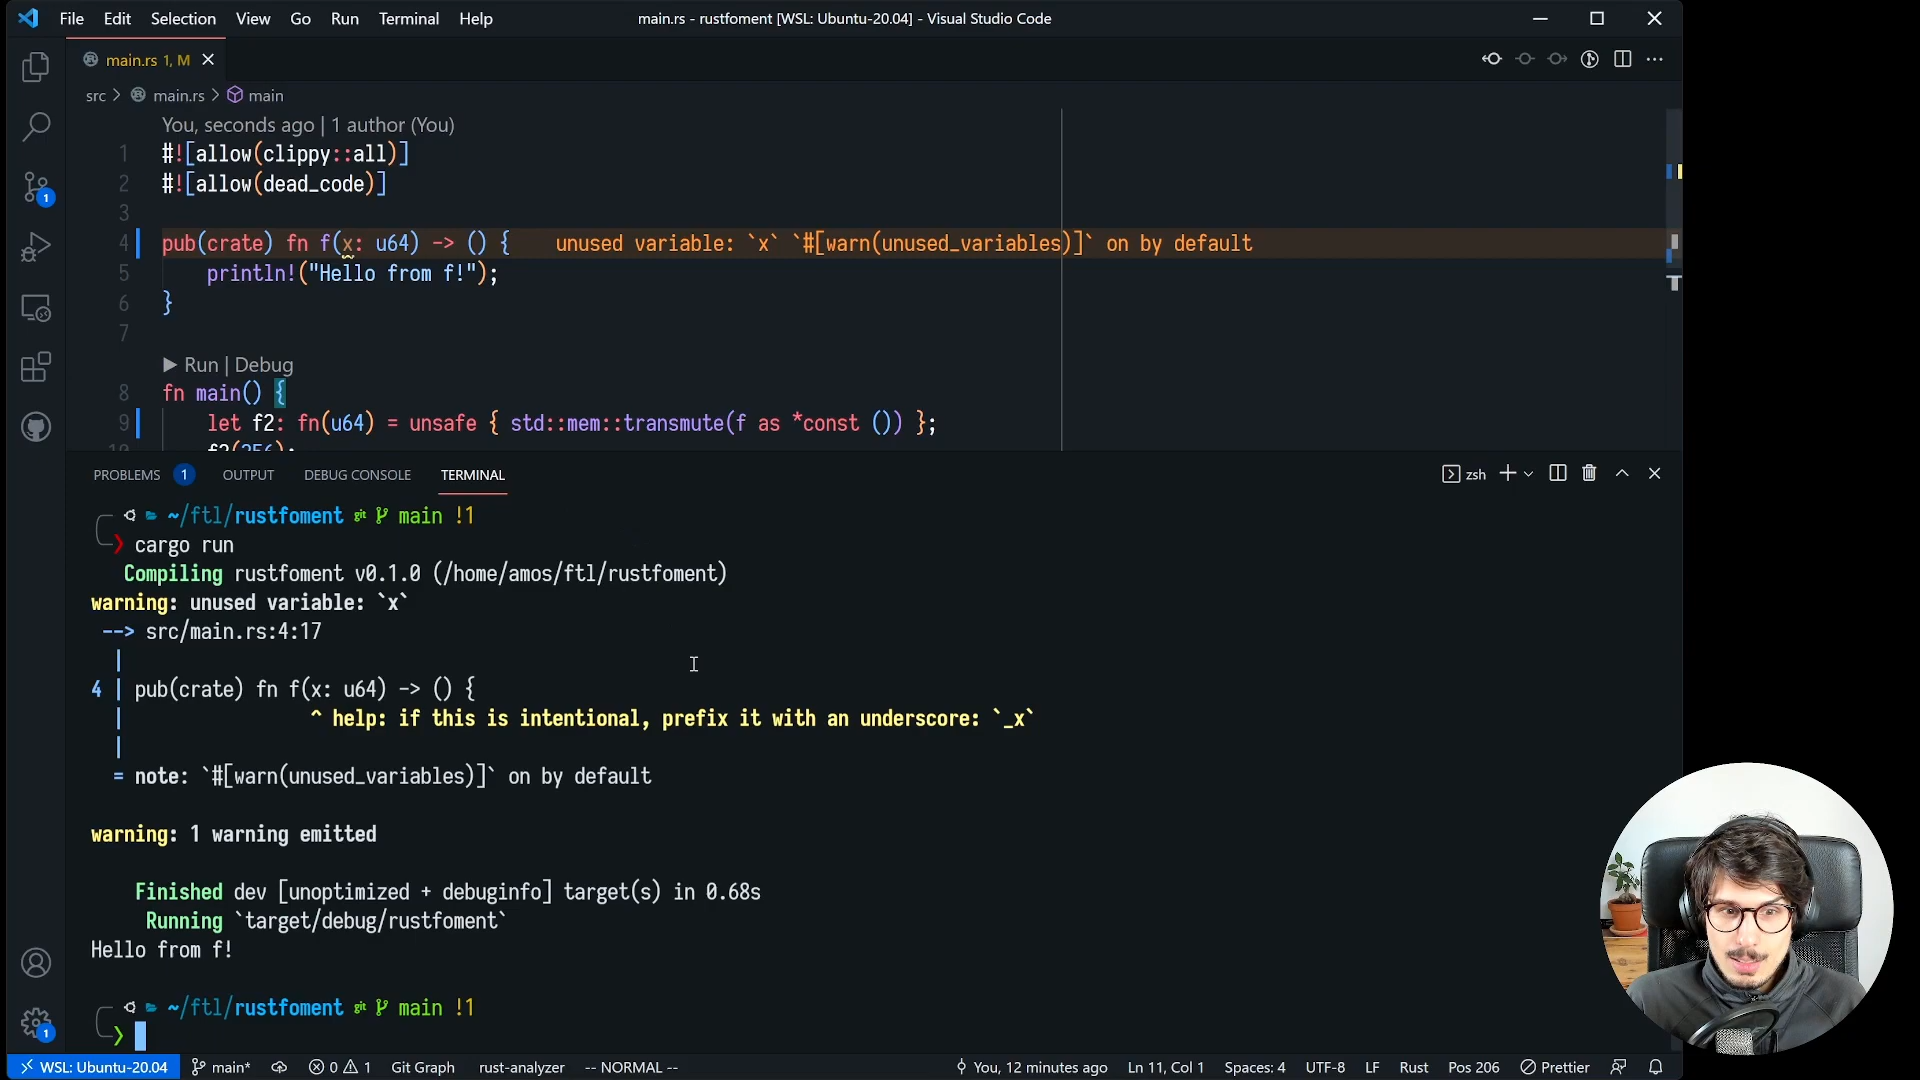 File Edit Selection View Go Run Terminal Help
main.rs - rustfoment [WSL: Ubuntu-20.04] - Visual Studio Code
main.rs 1, M
src > main.rs > main
You, seconds ago | 1 author (You)
1 #![allow(clippy::all)]
2 #![allow(dead_code)]
3
4 pub(crate) fn f(x: u64) -> () { unused variable: `x` `#[warn(unused_variables)]` on by default
5 println!("Hello from f!");
6 }
7
Run | Debug
8 fn main() {
9 let f2: fn(u64) = unsafe { std::mem::transmute(f as *const ()) };
10 f2(256);
PROBLEMS 1 OUTPUT DEBUG CONSOLE TERMINAL
zsh
~/ftl/rustfoment git main !1
❯ cargo run
Compiling rustfoment v0.1.0 (/home/amos/ftl/rustfoment)
warning: unused variable: `x`
--> src/main.rs:4:17
|
4 | pub(crate) fn f(x: u64) -> () {
| ^ help: if this is intentional, prefix it with an underscore: `_x`
|
= note: `#[warn(unused_variables)]` on by default
warning: 1 warning emitted
Finished dev [unoptimized + debuginfo] target(s) in 0.68s
Running `target/debug/rustfoment`
Hello from f!
~/ftl/rustfoment git main !1
❯
1
1
WSL: Ubuntu-20.04 main* 0 1 Git Graph rust-analyzer -- NORMAL -- You, 12 minutes ago Ln 11, Col 1 Spaces: 4 UTF-8 LF Rust Pos 206 Prettier